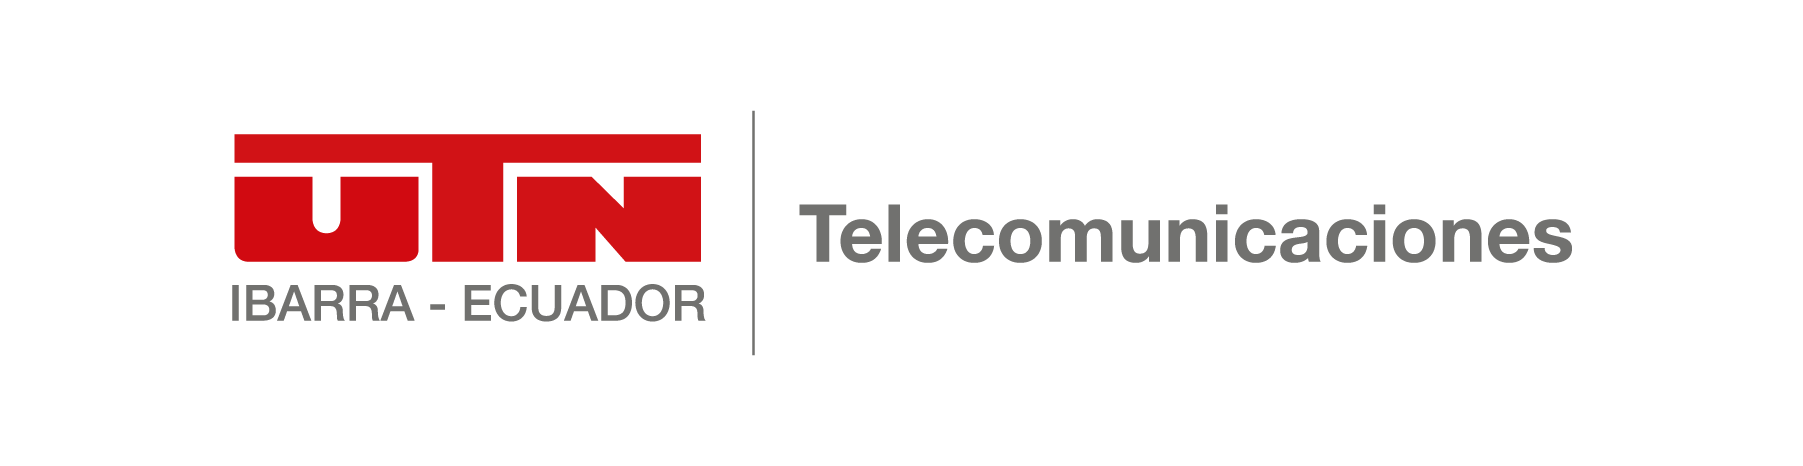 UTN
IBARRA - ECUADOR
Telecomunicaciones